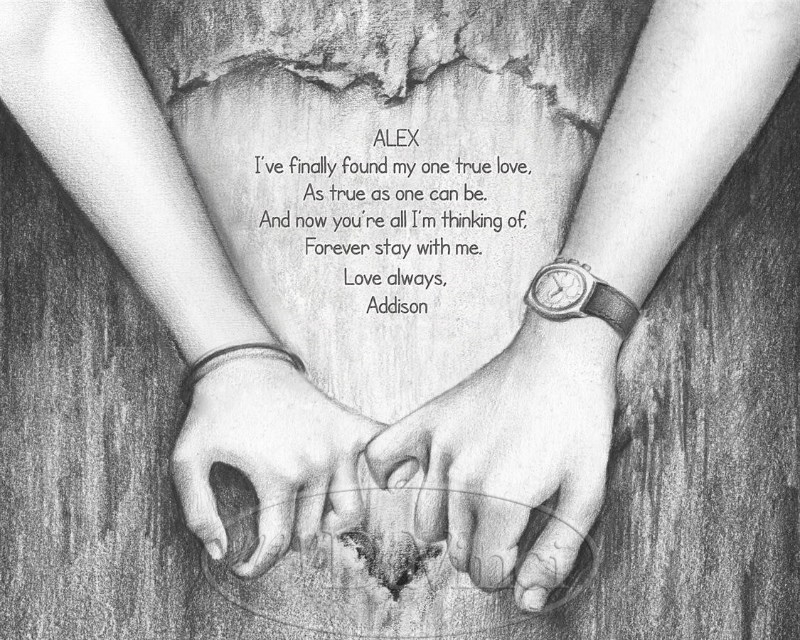 ALEX
I've finally found my one true love,
As true as one can be.
And now you're all I'm thinking of,
Forever stay with me.
Love always,
Addison